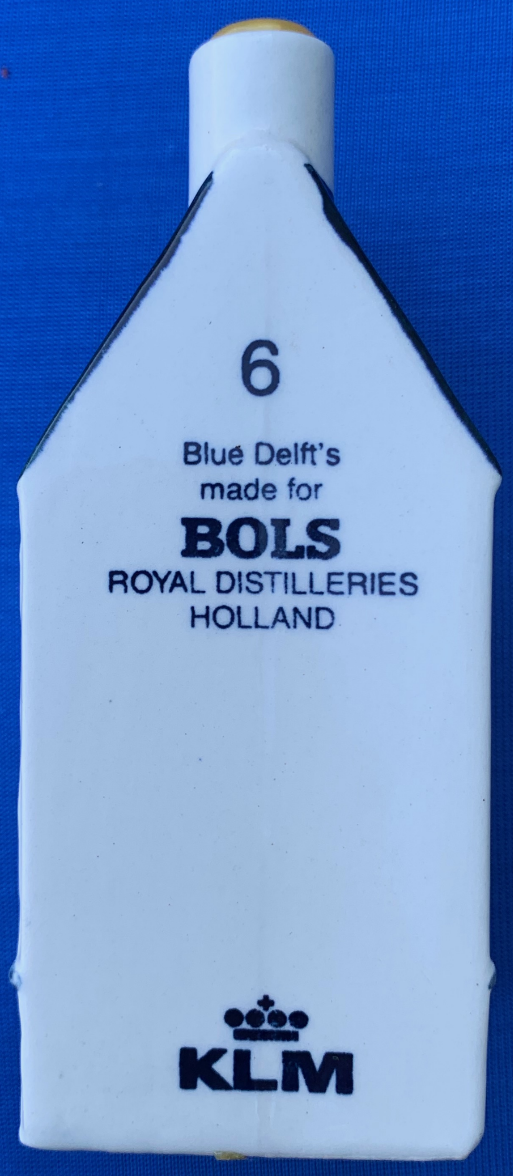 6
Blue Delft's
made for
BOLS
ROYAL DISTILLERIES
HOLLAND
KLM